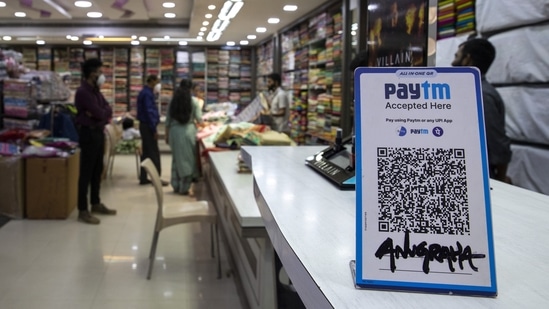 VILLAIN
ALL-IN-ONE QR
paytm
Accepted Here
Pay using Paytm or any UPI App
paytm
ANUGRAHA